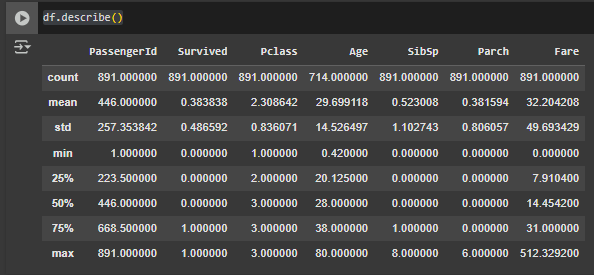 df.describe()
PassengerId Survived Pclass Age SibSp Parch Fare
count 891.000000 891.000000 891.000000 714.000000 891.000000 891.000000 891.000000
mean 446.000000 0.383838 2.308642 29.699118 0.523008 0.381594 32.204208
std 257.353842 0.486592 0.836071 14.526497 1.102743 0.806057 49.693429
min 1.000000 0.000000 1.000000 0.420000 0.000000 0.000000 0.000000
25% 223.500000 0.000000 2.000000 20.125000 0.000000 0.000000 7.910400
50% 446.000000 0.000000 3.000000 28.000000 0.000000 0.000000 14.454200
75% 668.500000 1.000000 3.000000 38.000000 1.000000 0.000000 31.000000
max 891.000000 1.000000 3.000000 80.000000 8.000000 6.000000 512.329200